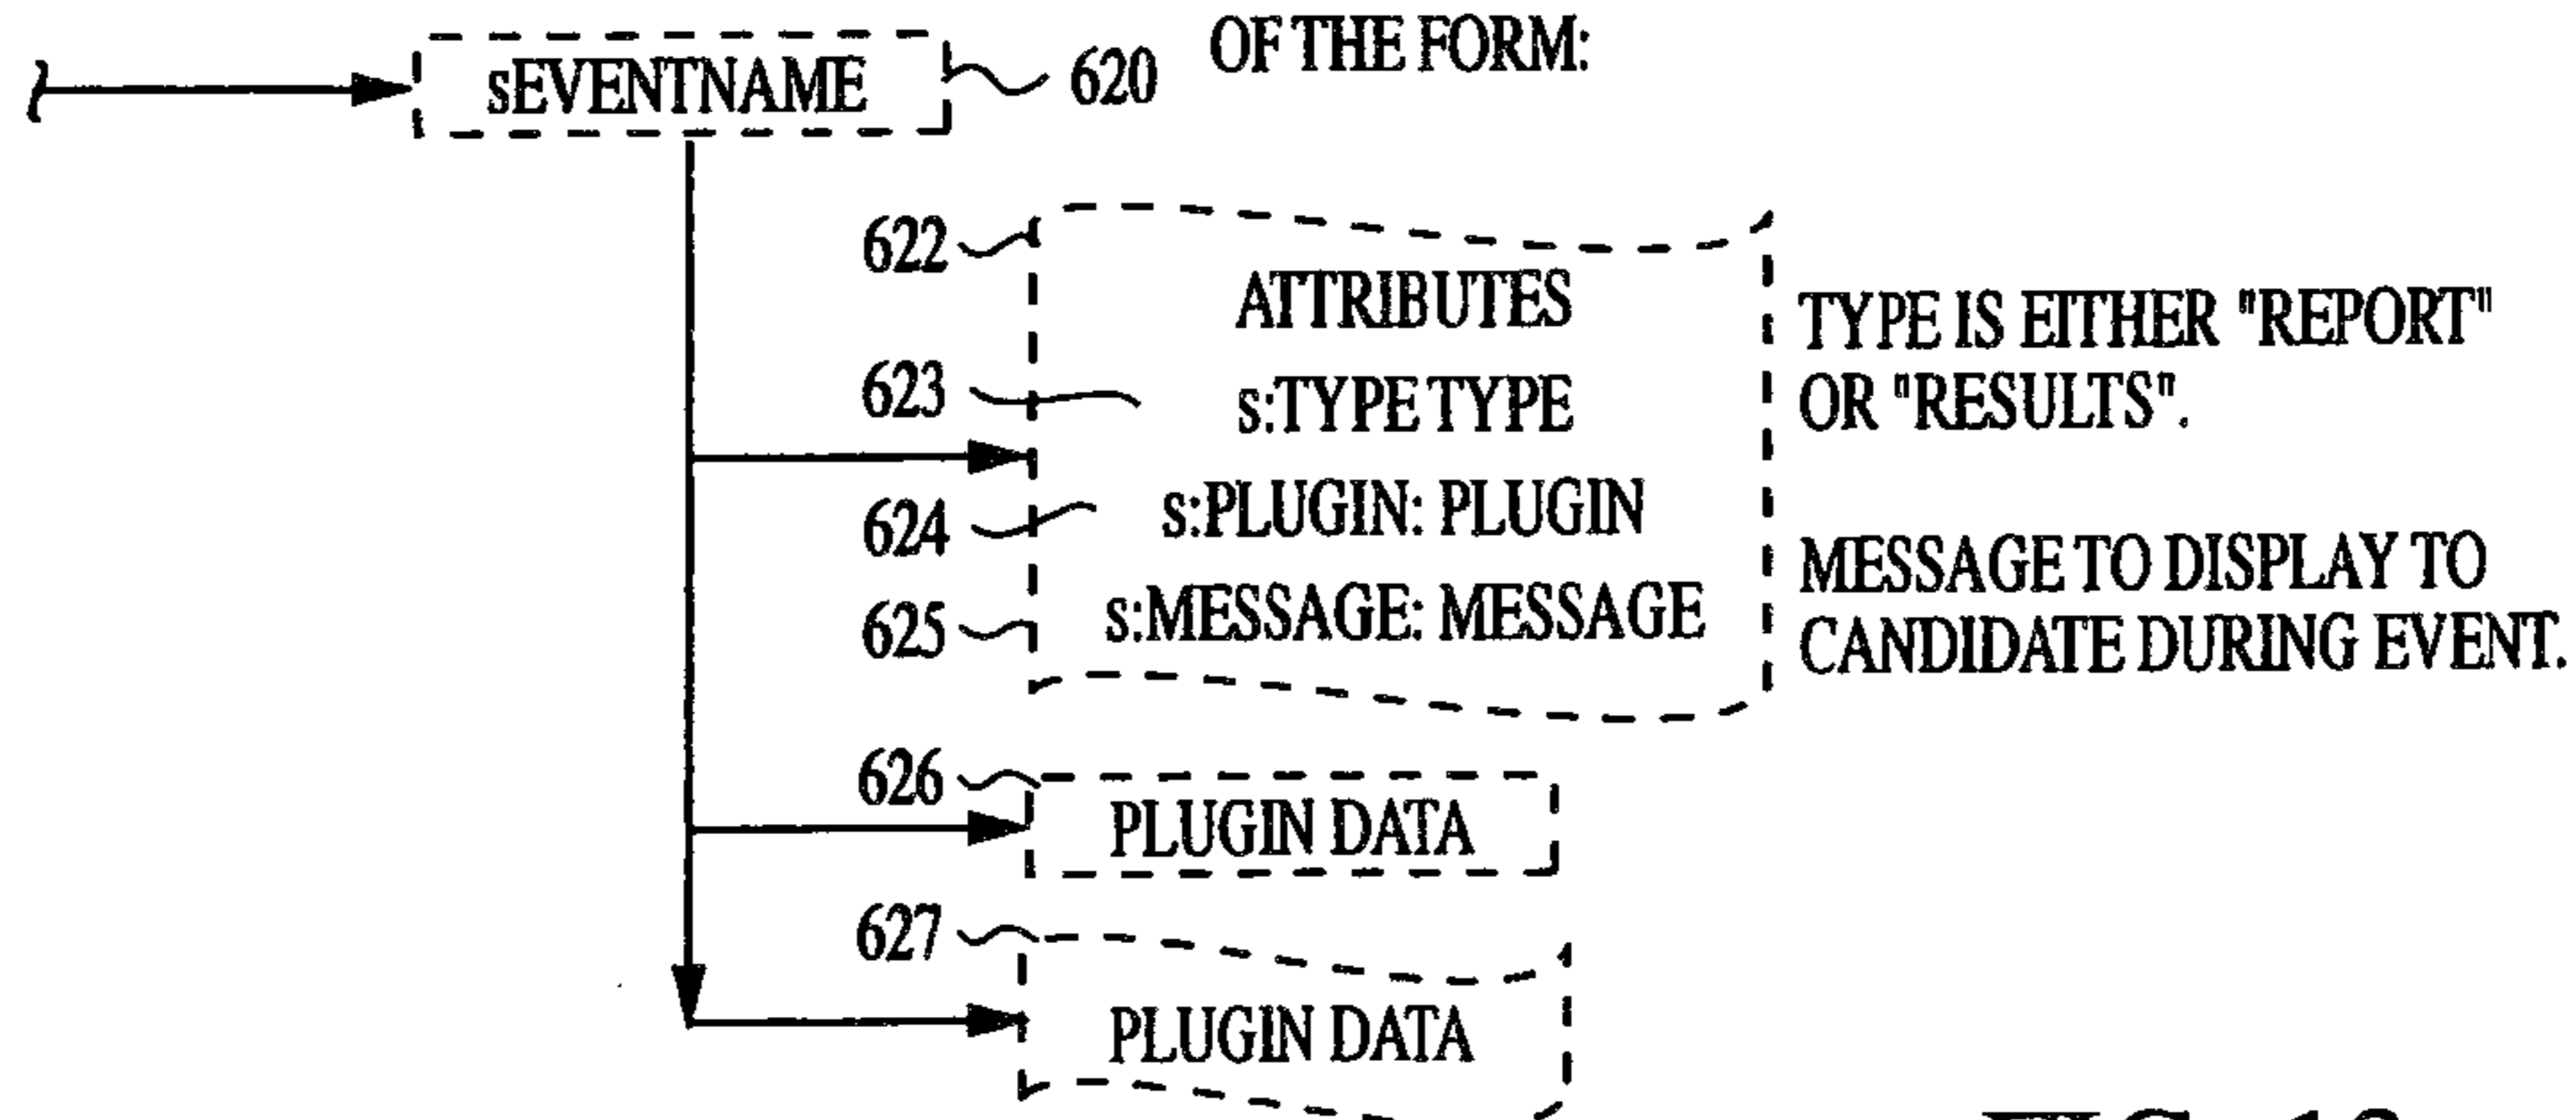 OF THE FORM:
sEVENTNAME
620
622
ATTRIBUTES
623
s:TYPE TYPE
TYPE IS EITHER "REPORT"
OR "RESULTS".
624
s:PLUGIN: PLUGIN
625
s:MESSAGE: MESSAGE
MESSAGE TO DISPLAY TO
CANDIDATE DURING EVENT.
626
PLUGIN DATA
627
PLUGIN DATA